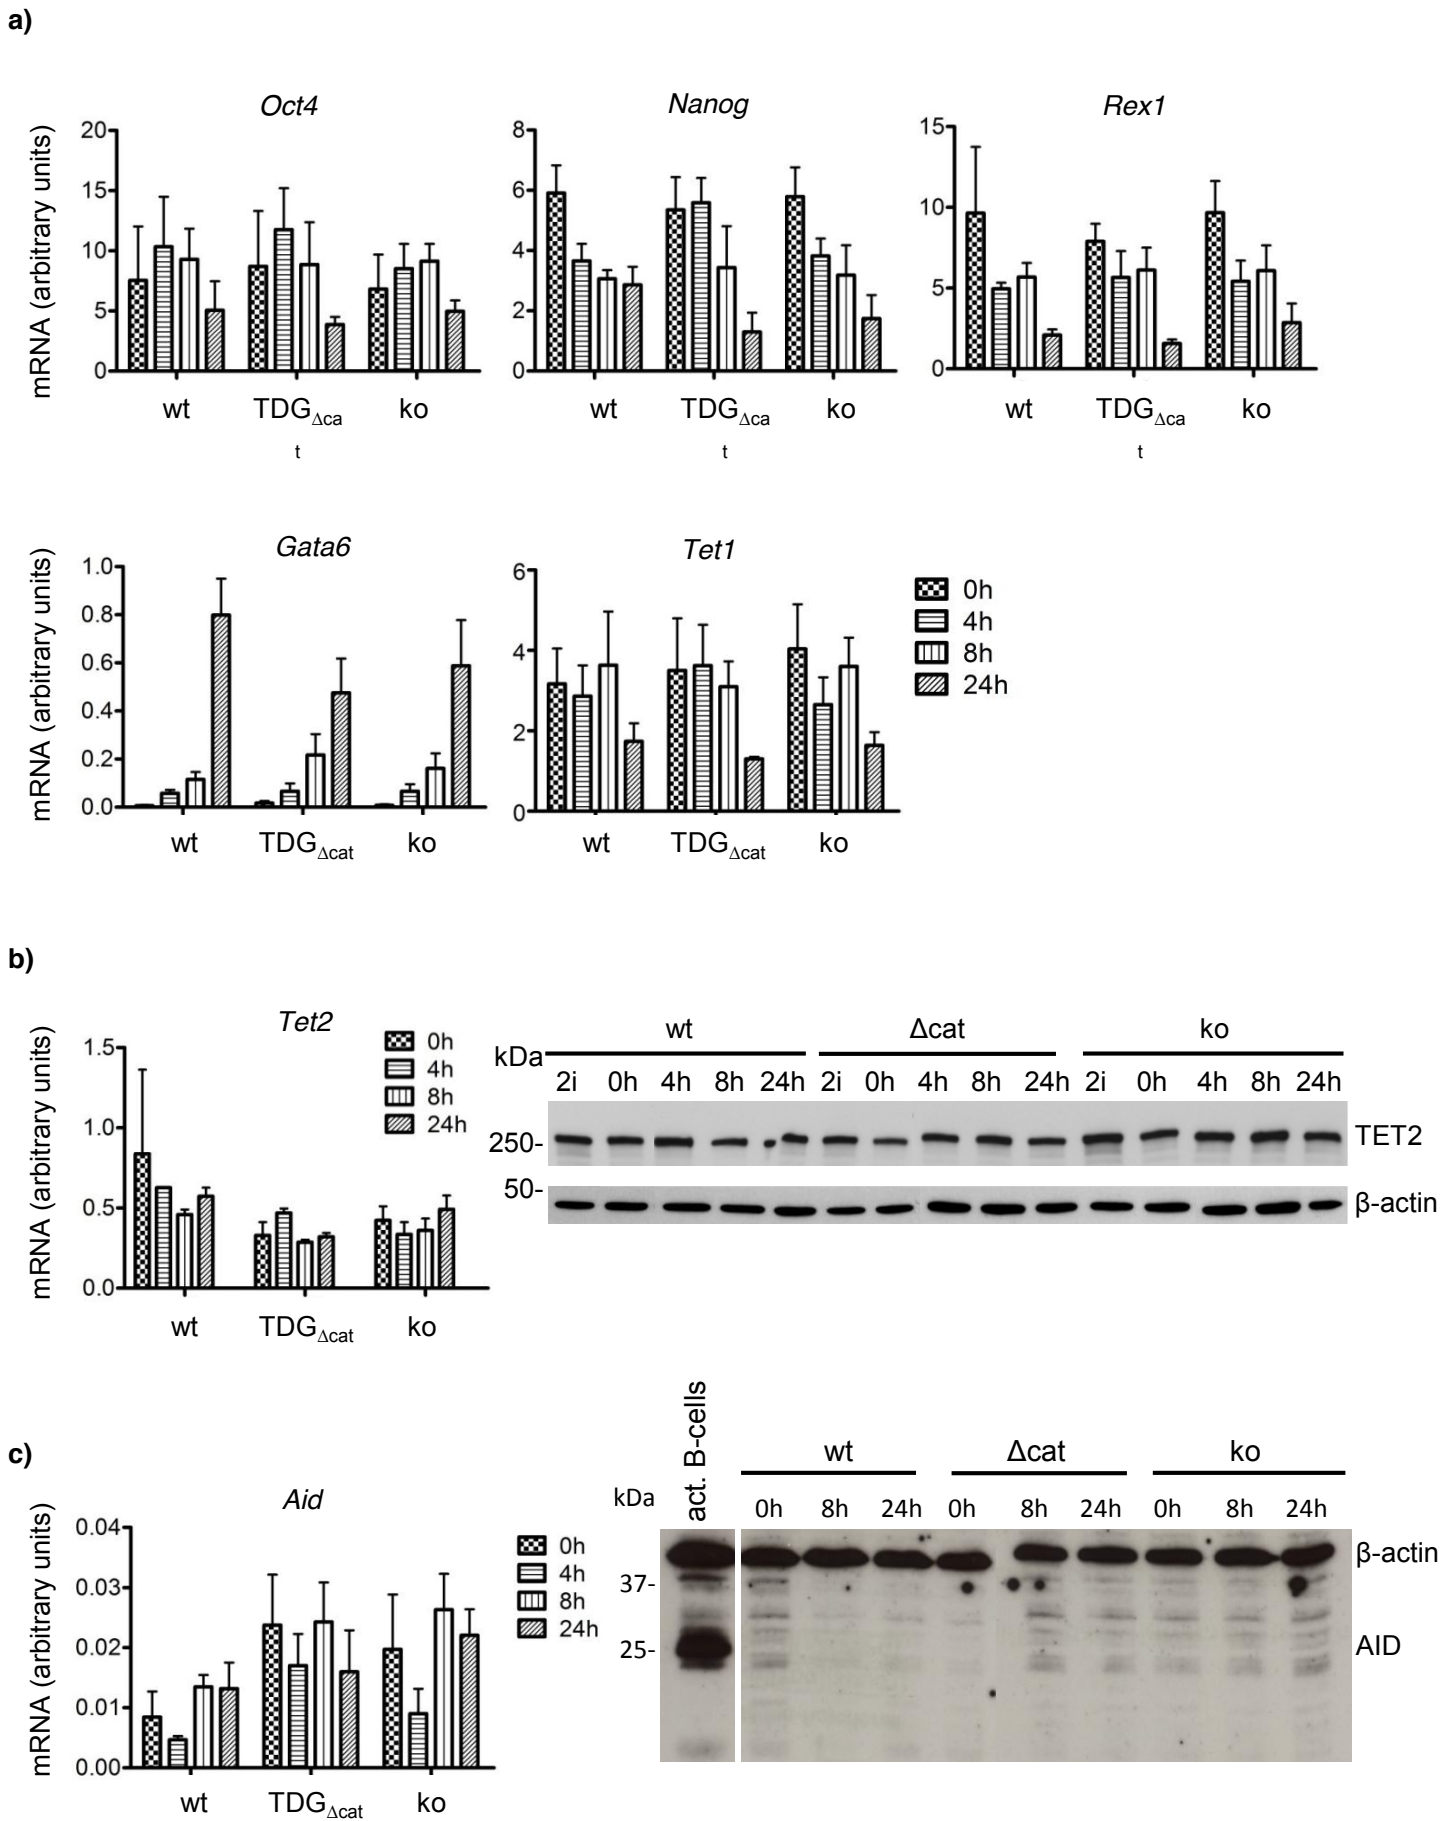 a)
Oct4
Nanog
Rex1
mRNA (arbitrary units)
20
15
10
5
0
8
6
4
2
0
15
10
5
0
wt TDGΔca ko
t
wt TDGΔca ko
t
wt TDGΔca ko
t
Gata6
Tet1
mRNA (arbitrary units)
1.0
0.8
0.6
0.4
0.2
0.0
6
4
2
0
0h
4h
8h
24h
wt TDGΔcat ko
wt TDGΔcat ko
b)
Tet2
mRNA (arbitrary units)
1.5
1.0
0.5
0.0
0h
4h
8h
24h
wt TDGΔcat ko
wt Δcat ko
kDa
2i 0h 4h 8h 24h 2i 0h 4h 8h 24h 2i 0h 4h 8h 24h
250- TET2
50-
β-actin
c)
Aid
mRNA (arbitrary units)
0.04
0.03
0.02
0.01
0.00
0h
4h
8h
24h
wt TDGΔcat ko
act. B-cells
wt Δcat ko
kDa
0h 8h 24h 0h 8h 24h 0h 8h 24h
β-actin
37-
25- AID